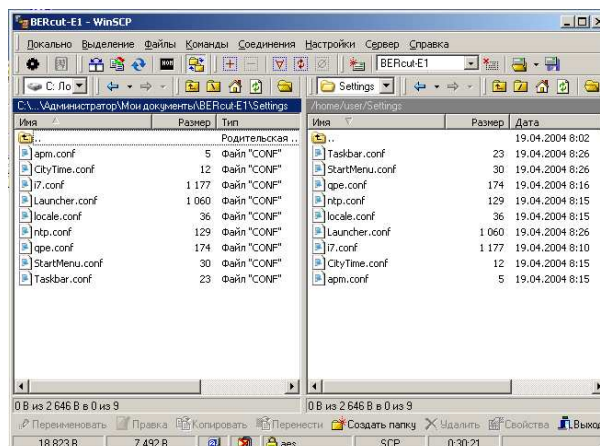 BERcut-E1 - WinSCP
Локально Выделение Файлы Команды Соединения Настройки Сервер Справка
BERcut-E1
C: Ло
Settings
C:\...\Администратор\Мои документы\BERcut-E1\Settings
/home/user/Settings
Имя Размер Тип
Имя Размер Дата
.. Родительская ..
.. 19.04.2004 8:02
apm.conf 5 Файл "CONF"
Taskbar.conf 23 19.04.2004 8:26
CityTime.conf 12 Файл "CONF"
StartMenu.conf 30 19.04.2004 8:26
i7.conf 1 177 Файл "CONF"
qpe.conf 174 19.04.2004 8:16
Launcher.conf 1 060 Файл "CONF"
ntp.conf 129 19.04.2004 8:15
locale.conf 36 Файл "CONF"
locale.conf 36 19.04.2004 8:15
ntp.conf 129 Файл "CONF"
Launcher.conf 1 060 19.04.2004 8:26
qpe.conf 174 Файл "CONF"
i7.conf 1 177 19.04.2004 8:10
StartMenu.conf 30 Файл "CONF"
CityTime.conf 12 19.04.2004 8:15
Taskbar.conf 23 Файл "CONF"
apm.conf 5 19.04.2004 8:15
0 B из 2 646 B в 0 из 9
0 B из 2 646 B в 0 из 9
Переименовать Правка Копировать Перенести Создать папку Удалить Свойства Выход
18 823 B 7 492 B aes SCP 0:30:21